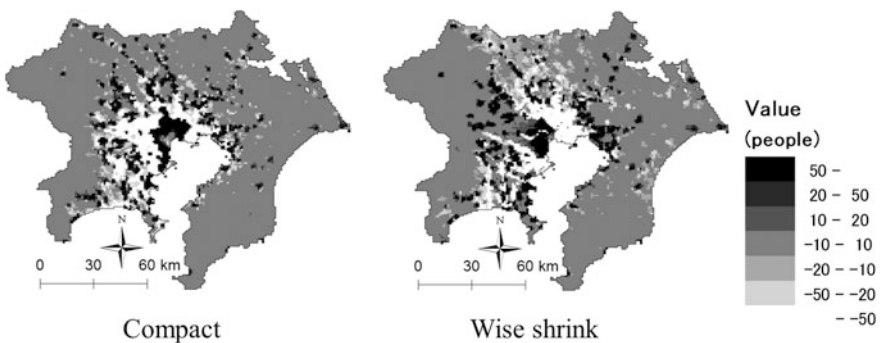 N
0 30 60 km
Compact
N
0 30 60 km
Wise shrink
Value
(people)
50 -
20 - 50
10 - 20
-10 - 10
-20 - -10
-50 - -20
- -50